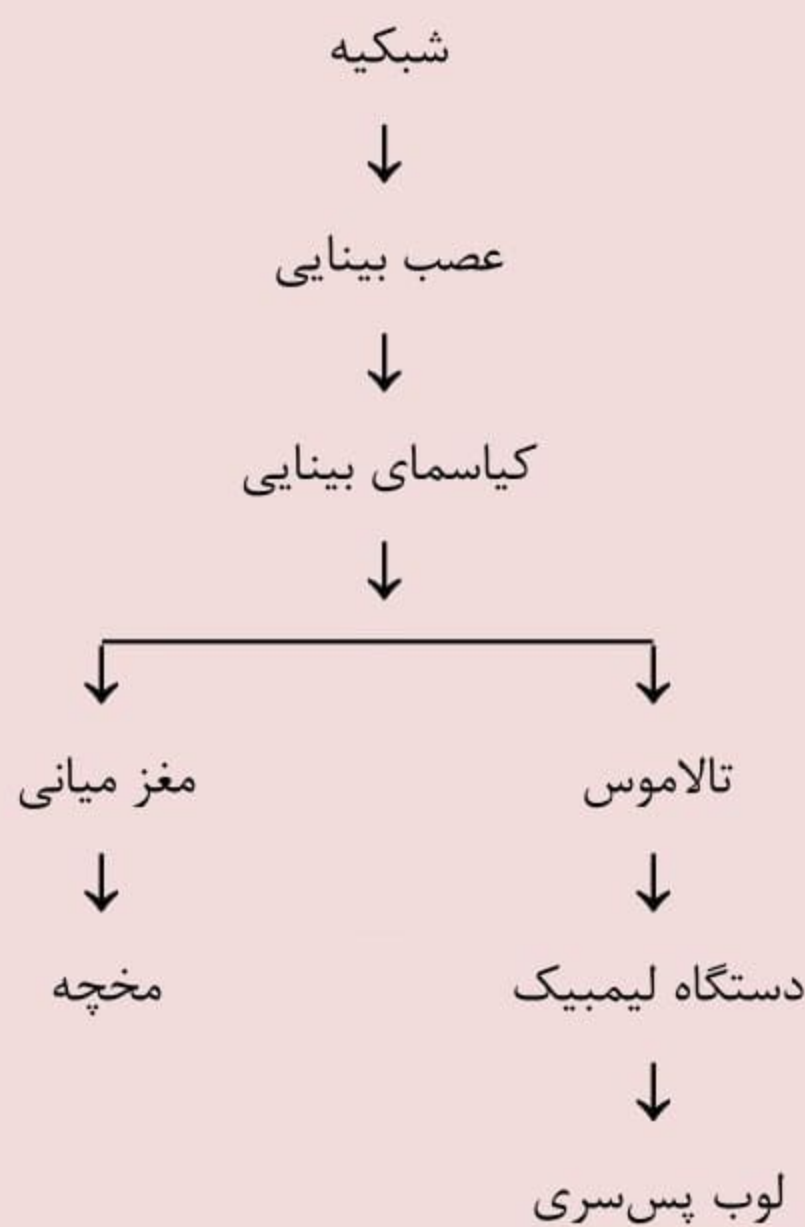 شبکیه
عصب بینایی
کیاسمای بینایی
تالاموس
مغز میانی
دستگاه لیمبیک
مخچه
لوب پس‌سری